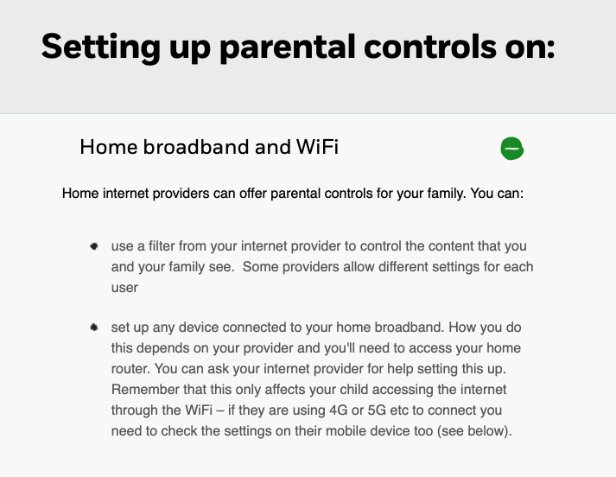 Setting up parental controls on:
Home broadband and WiFi
Home internet providers can offer parental controls for your family. You can:
use a filter from your internet provider to control the content that you
and your family see.  Some providers allow different settings for each
user
set up any device connected to your home broadband. How you do
this depends on your provider and you'll need to access your home
router. You can ask your internet provider for help setting this up.
Remember that this only affects your child accessing the internet
through the WiFi – if they are using 4G or 5G etc to connect you
need to check the settings on their mobile device too (see below).